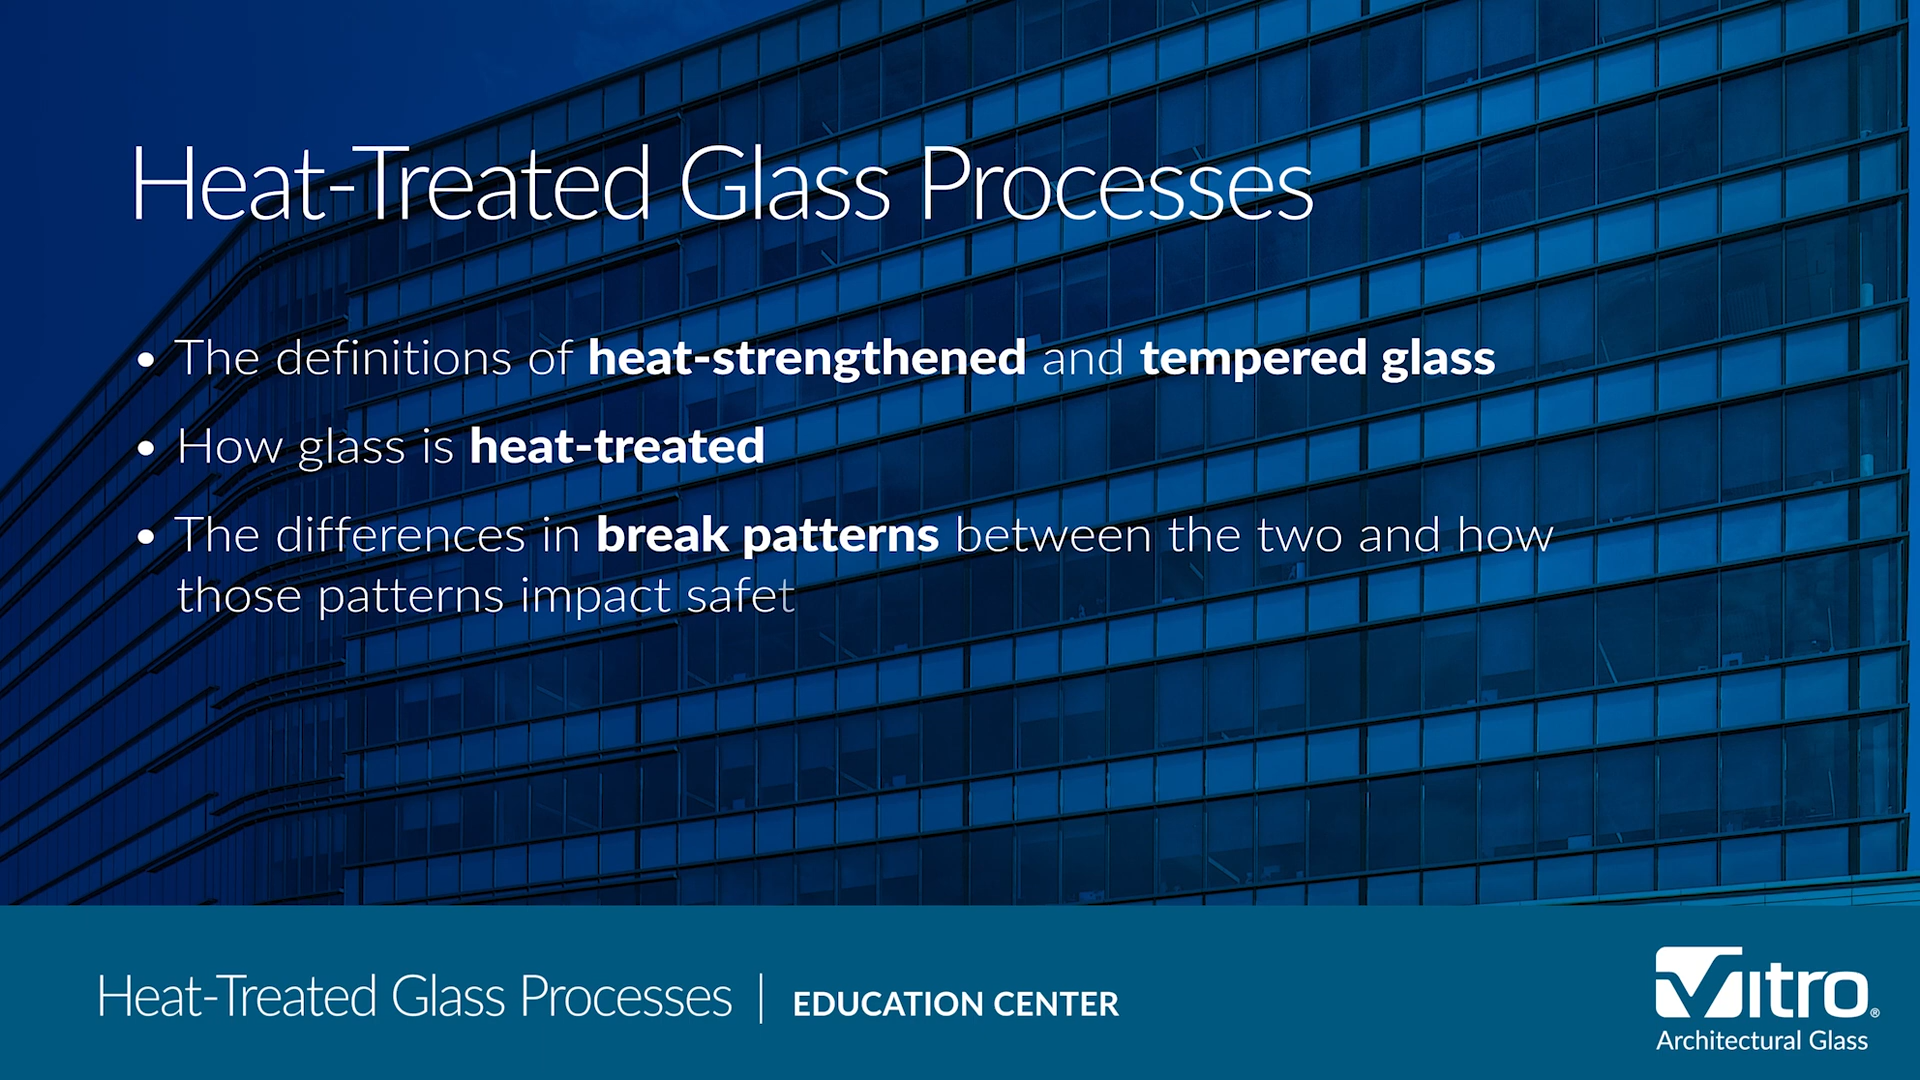 Heat-Treated Glass Processes
• The definitions of heat-strengthened and tempered glass
• How glass is heat-treated
• The differences in break patterns between the two and how
those patterns impact safet
Heat-Treated Glass Processes | EDUCATION CENTER
Vitro®
Architectural Glass